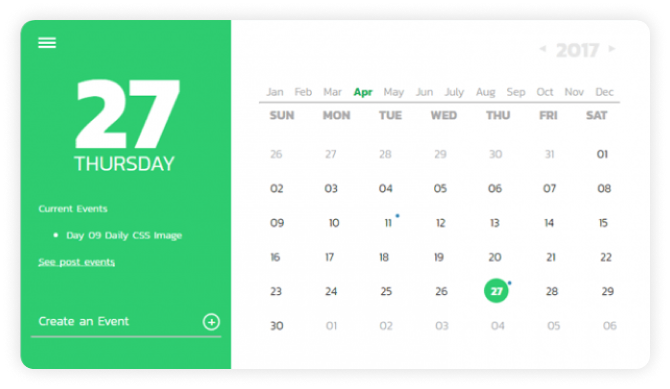 27
THURSDAY
Current Events
Day 09 Daily CSS Image
See post events
Create an Event
2017
Jan Feb Mar Apr May Jun July Aug Sep Oct Nov Dec
SUN MON TUE WED THU FRI SAT
26 27 28 29 30 31 01
02 03 04 05 06 07 08
09 10 11 12 13 14 15
16 17 18 19 20 21 22
23 24 25 26 27 28 29
30 01 02 03 04 05 06